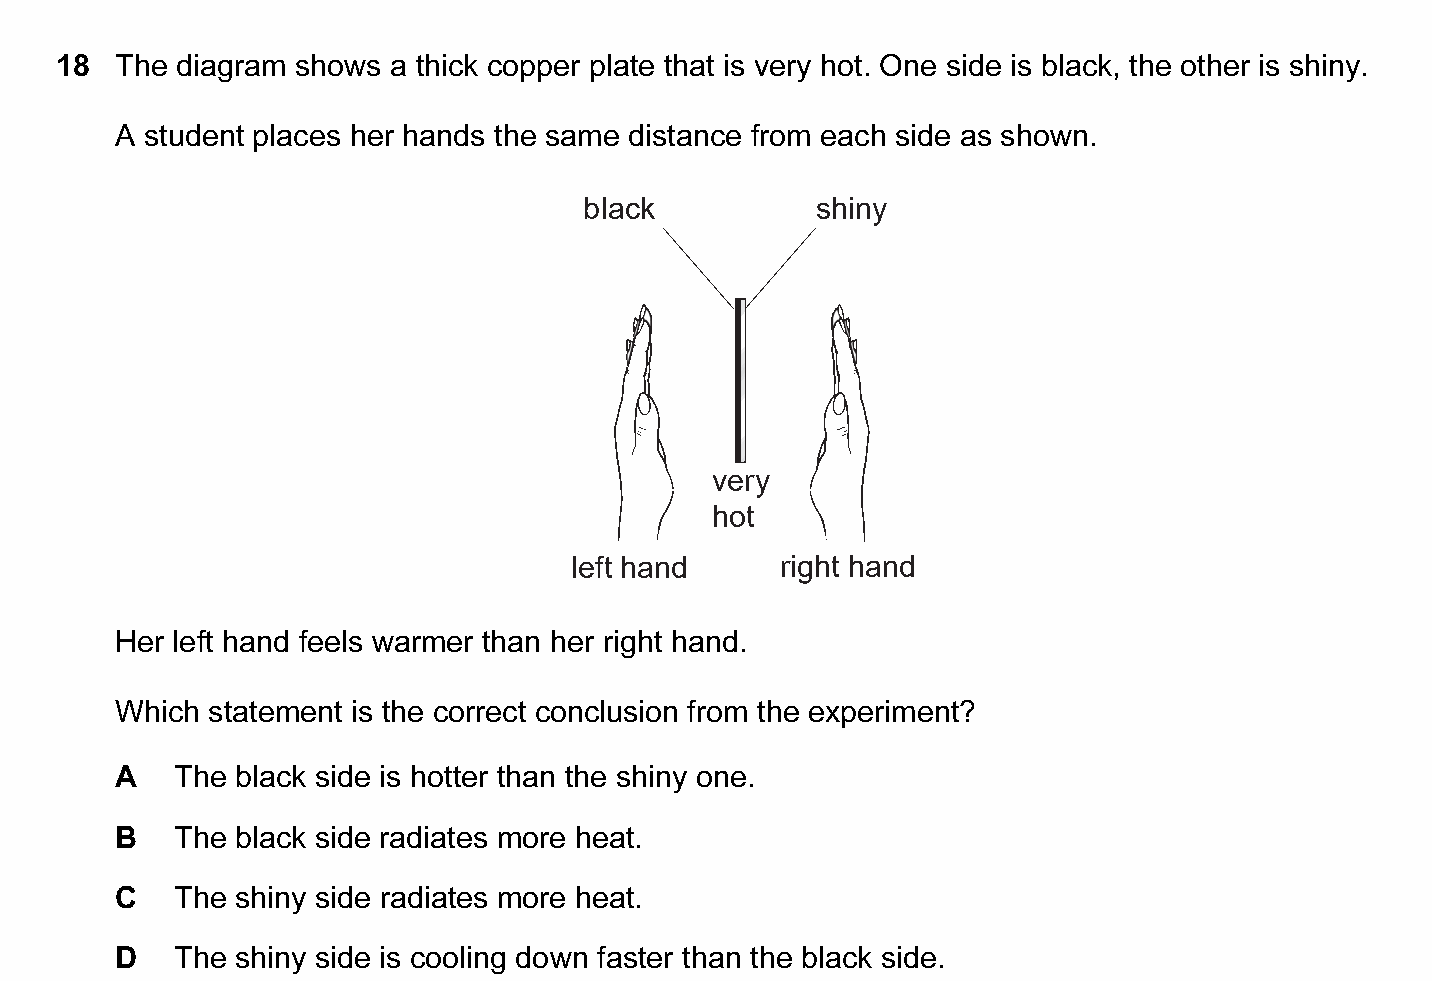 18 The diagram shows a thick copper plate that is very hot. One side is black, the other is shiny.
A student places her hands the same distance from each side as shown.
black shiny
very
hot
left hand right hand
Her left hand feels warmer than her right hand.
Which statement is the correct conclusion from the experiment?
A The black side is hotter than the shiny one.
B The black side radiates more heat.
C The shiny side radiates more heat.
D The shiny side is cooling down faster than the black side.